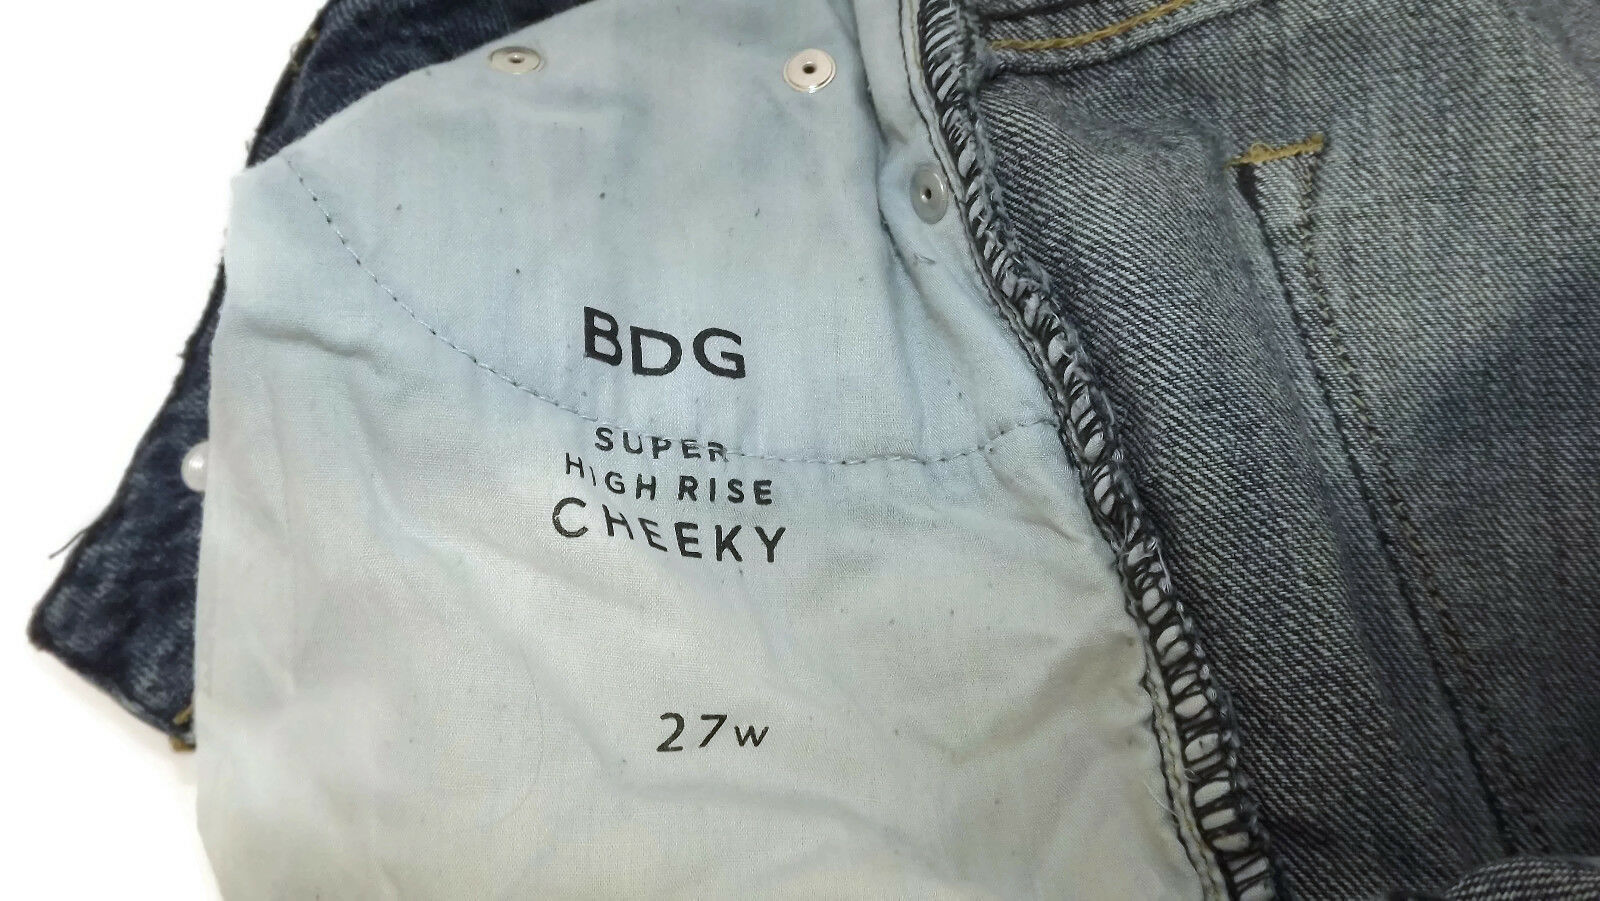 BDG
SUPER
HIGH RISE
CHEEKY
27w